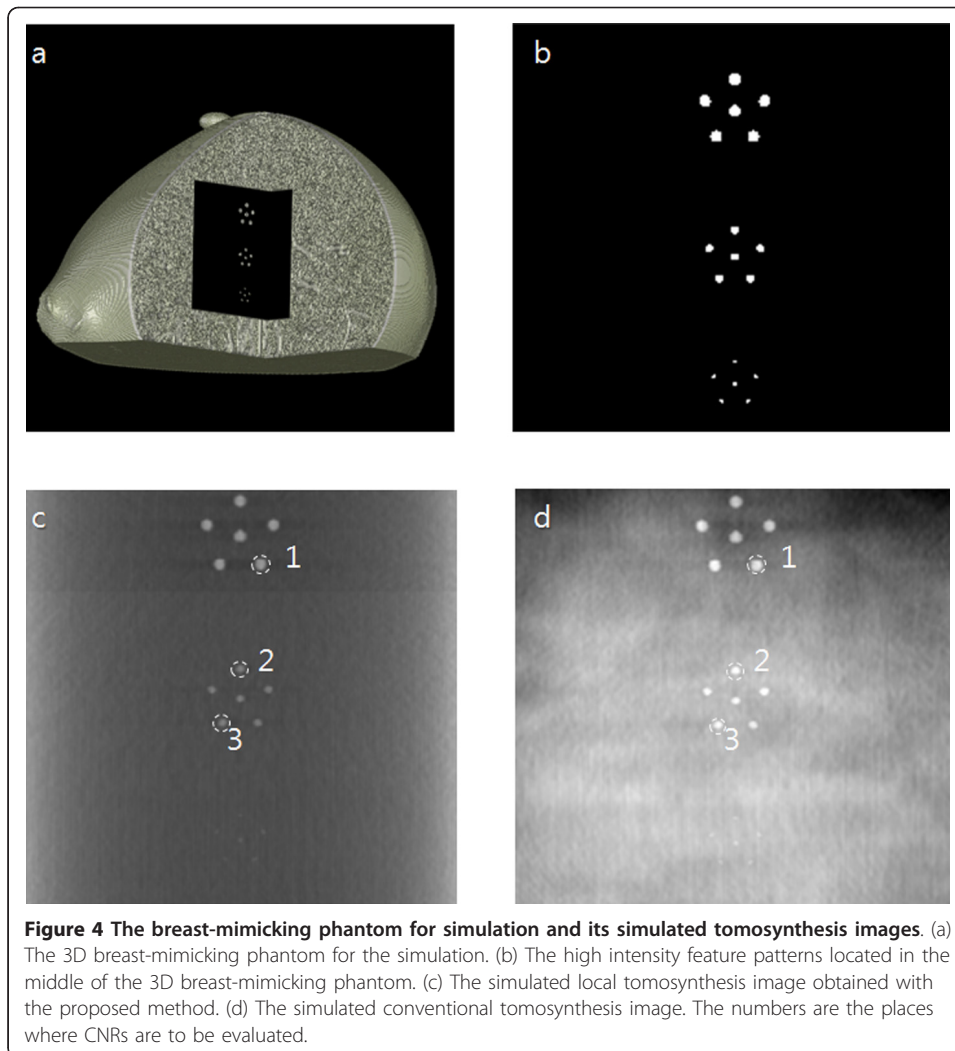 a
b
c
d
1
1
2
2
3
3
Figure 4 The breast-mimicking phantom for simulation and its simulated tomosynthesis images. (a)
The 3D breast-mimicking phantom for the simulation. (b) The high intensity feature patterns located in the
middle of the 3D breast-mimicking phantom. (c) The simulated local tomosynthesis image obtained with
the proposed method. (d) The simulated conventional tomosynthesis image. The numbers are the places
where CNRs are to be evaluated.